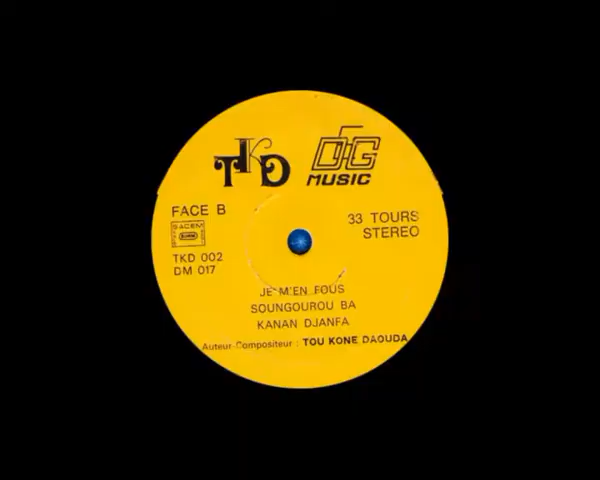 TKD
DFG
MUSIC
FACE B
33 TOURS
STEREO
SACEM
TKD 002
DM 017
JE M'EN FOUS
SOUNGOUROU BA
KANAN DJANFA
Auteur-Compositeur : TOU KONE DAOUDA